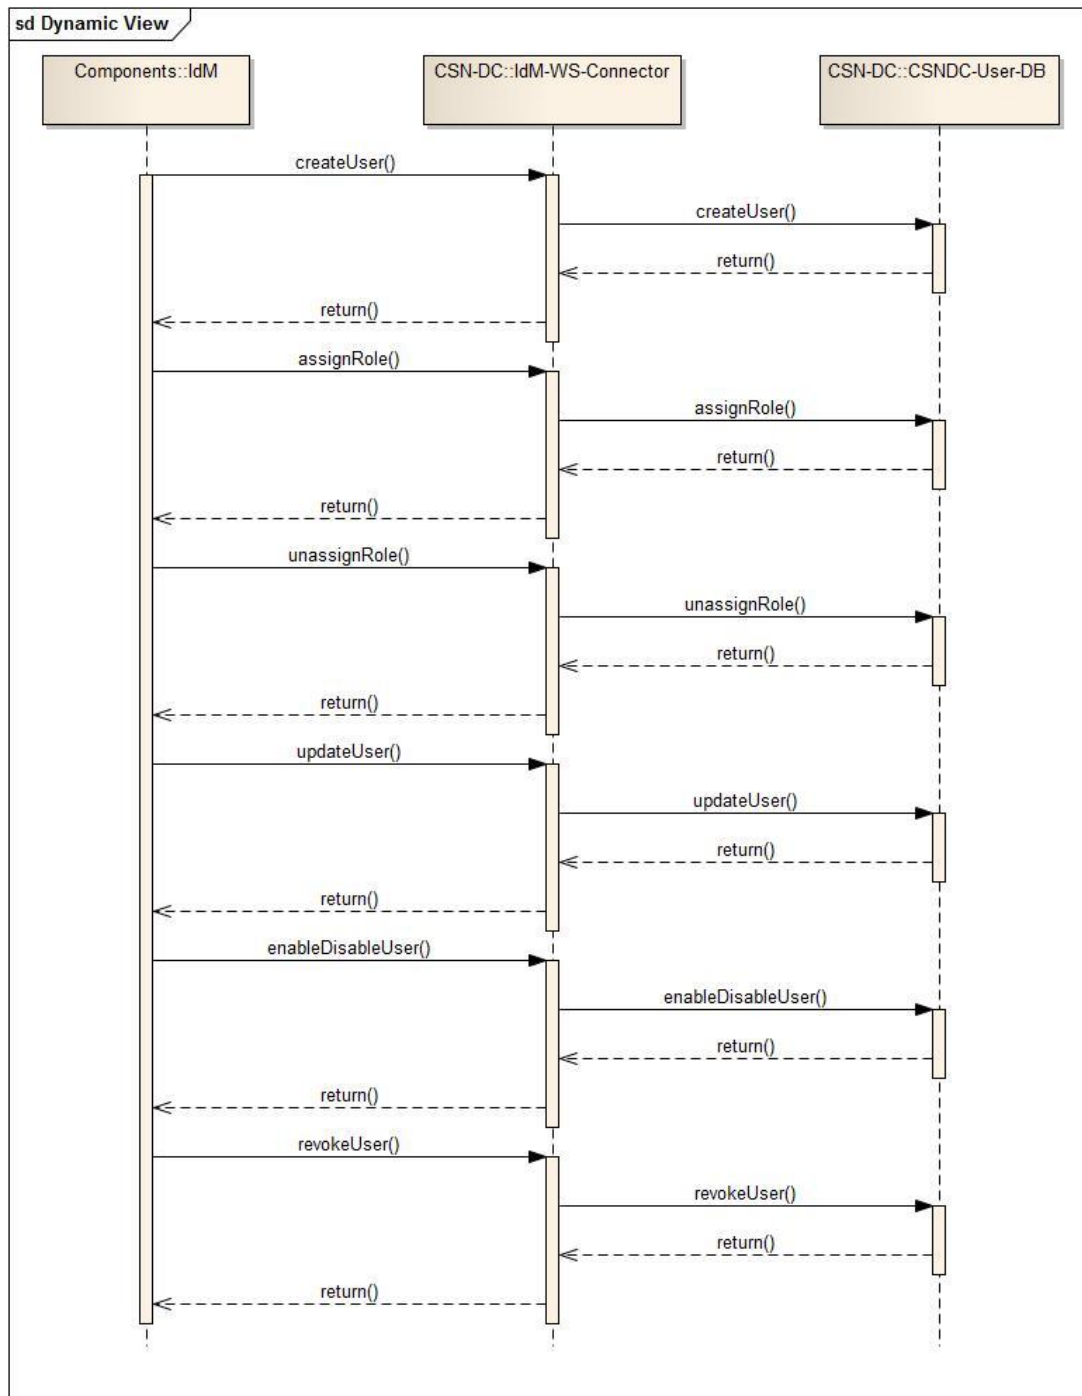 sd Dynamic View
Components::IdM
CSN-DC::IdM-WS-Connector
CSN-DC::CSNDC-User-DB
createUser()
createUser()
return()
return()
assignRole()
assignRole()
return()
return()
unassignRole()
unassignRole()
return()
return()
updateUser()
updateUser()
return()
return()
enableDisableUser()
enableDisableUser()
return()
return()
revokeUser()
revokeUser()
return()
return()